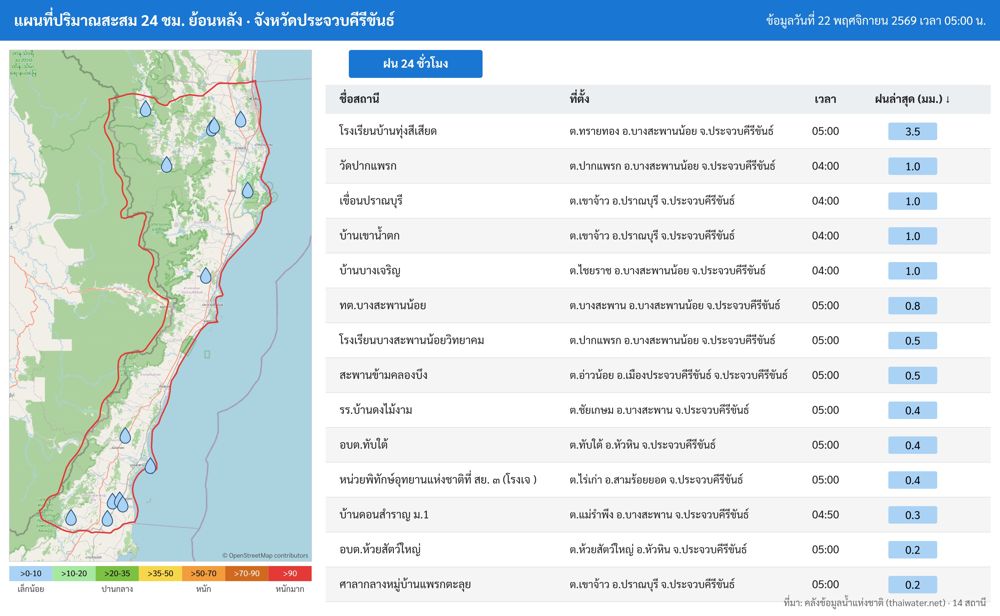 แผนที่ปริมาณสะสม 24 ชม. ย้อนหลัง · จังหวัดประจวบคีรีขันธ์
ข้อมูลวันที่ 22 พฤศจิกายน 2569 เวลา 05:00 น.
ฝน 24 ชั่วโมง
ชื่อสถานี ที่ตั้ง เวลา ฝนล่าสุด (มม.) ↓
โรงเรียนบ้านทุ่งสีเสียด ต.ทรายทอง อ.บางสะพานน้อย จ.ประจวบคีรีขันธ์ 05:00 3.5
วัดปากแพรก ต.ปากแพรก อ.บางสะพานน้อย จ.ประจวบคีรีขันธ์ 04:00 1.0
เขื่อนปราณบุรี ต.เขาจ้าว อ.ปราณบุรี จ.ประจวบคีรีขันธ์ 04:00 1.0
บ้านเขาน้ำตก ต.เขาจ้าว อ.ปราณบุรี จ.ประจวบคีรีขันธ์ 04:00 1.0
บ้านบางเจริญ ต.ไชยราช อ.บางสะพานน้อย จ.ประจวบคีรีขันธ์ 04:00 1.0
ทต.บางสะพานน้อย ต.บางสะพาน อ.บางสะพานน้อย จ.ประจวบคีรีขันธ์ 05:00 0.8
โรงเรียนบางสะพานน้อยวิทยาคม ต.ปากแพรก อ.บางสะพานน้อย จ.ประจวบคีรีขันธ์ 05:00 0.5
สะพานข้ามคลองบึง ต.อ่าวน้อย อ.เมืองประจวบคีรีขันธ์ จ.ประจวบคีรีขันธ์ 05:00 0.5
รร.บ้านดงไม้งาม ต.ชัยเกษม อ.บางสะพาน จ.ประจวบคีรีขันธ์ 05:00 0.4
อบต.ทับใต้ ต.ทับใต้ อ.หัวหิน จ.ประจวบคีรีขันธ์ 05:00 0.4
หน่วยพิทักษ์อุทยานแห่งชาติที่ สย. ๓ (โรงเจ ) ต.ไร่เก่า อ.สามร้อยยอด จ.ประจวบคีรีขันธ์ 05:00 0.4
บ้านดอนสำราญ ม.1 ต.แม่รำพึง อ.บางสะพาน จ.ประจวบคีรีขันธ์ 04:50 0.3
อบต.ห้วยสัตว์ใหญ่ ต.ห้วยสัตว์ใหญ่ อ.หัวหิน จ.ประจวบคีรีขันธ์ 05:00 0.2
ศาลากลางหมู่บ้านแพรกตะลุย ต.เขาจ้าว อ.ปราณบุรี จ.ประจวบคีรีขันธ์ 05:00 0.2
© OpenStreetMap contributors
>0-10 >10-20 >20-35 >35-50 >50-70 >70-90 >90
เล็กน้อย ปานกลาง หนัก หนักมาก
ที่มา: คลังข้อมูลน้ำแห่งชาติ (thaiwater.net) · 14 สถานี